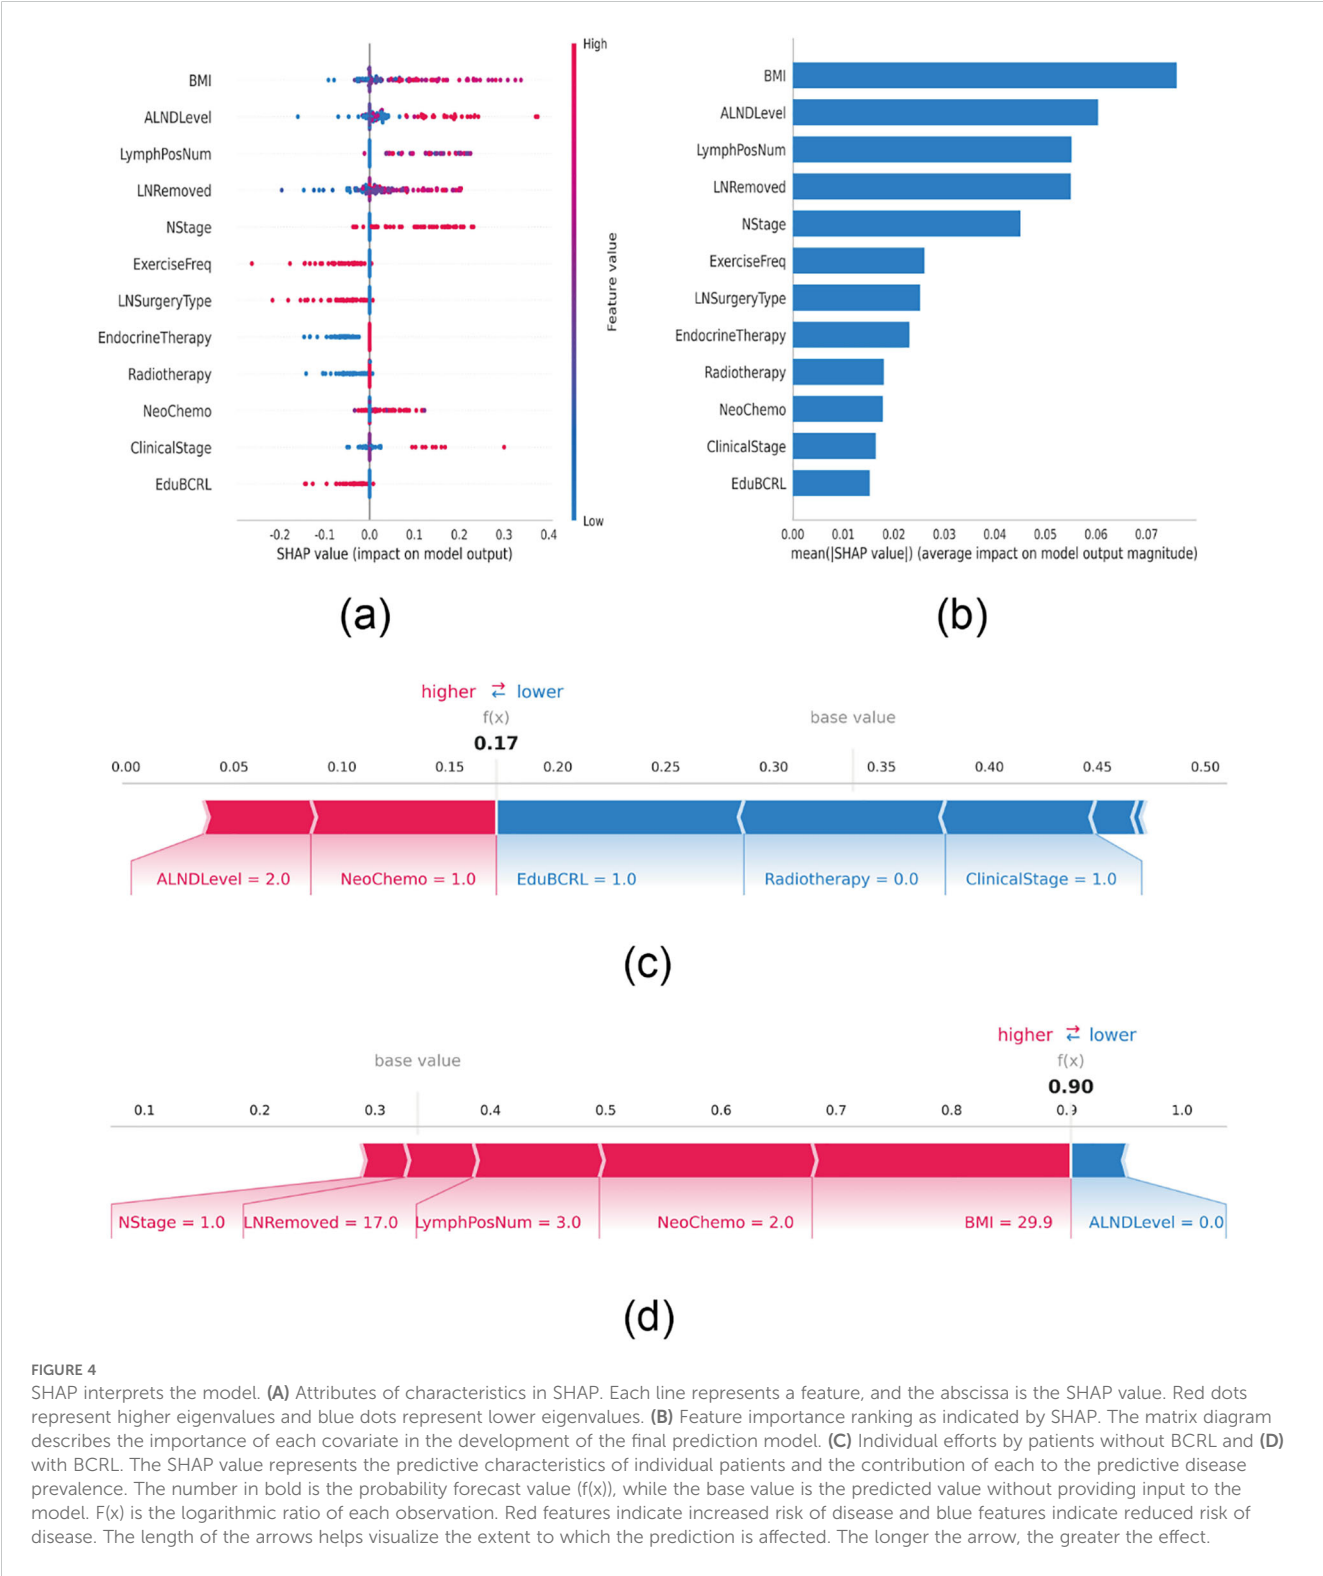 High
BMI
ALNDLevel
LymphPosNum
LNRemoved
NStage
ExerciseFreq
LNSurgeryType
EndocrineTherapy
Radiotherapy
NeoChemo
ClinicalStage
EduBCRL
Feature value
Low
-0.2 -0.1 0.0 0.1 0.2 0.3 0.4
SHAP value (impact on model output)
(a)
BMI
ALNDLevel
LymphPosNum
LNRemoved
NStage
ExerciseFreq
LNSurgeryType
EndocrineTherapy
Radiotherapy
NeoChemo
ClinicalStage
EduBCRL
0.00 0.01 0.02 0.03 0.04 0.05 0.06 0.07
mean(|SHAP value|) (average impact on model output magnitude)
(b)
higher ⇄ lower
f(x) base value
0.17
0.00 0.05 0.10 0.15 0.20 0.25 0.30 0.35 0.40 0.45 0.50
ALNDLevel = 2.0 NeoChemo = 1.0 EduBCRL = 1.0 Radiotherapy = 0.0 ClinicalStage = 1.0
(c)
higher ⇄ lower
base value f(x)
0.90
0.1 0.2 0.3 0.4 0.5 0.6 0.7 0.8 0.9 1.0
NStage = 1.0 LNRemoved = 17.0 LymphPosNum = 3.0 NeoChemo = 2.0 BMI = 29.9 ALNDLevel = 0.0
(d)
FIGURE 4
SHAP interprets the model. (A) Attributes of characteristics in SHAP. Each line represents a feature, and the abscissa is the SHAP value. Red dots
represent higher eigenvalues and blue dots represent lower eigenvalues. (B) Feature importance ranking as indicated by SHAP. The matrix diagram
describes the importance of each covariate in the development of the final prediction model. (C) Individual efforts by patients without BCRL and (D)
with BCRL. The SHAP value represents the predictive characteristics of individual patients and the contribution of each to the predictive disease
prevalence. The number in bold is the probability forecast value (f(x)), while the base value is the predicted value without providing input to the
model. F(x) is the logarithmic ratio of each observation. Red features indicate increased risk of disease and blue features indicate reduced risk of
disease. The length of the arrows helps visualize the extent to which the prediction is affected. The longer the arrow, the greater the effect.